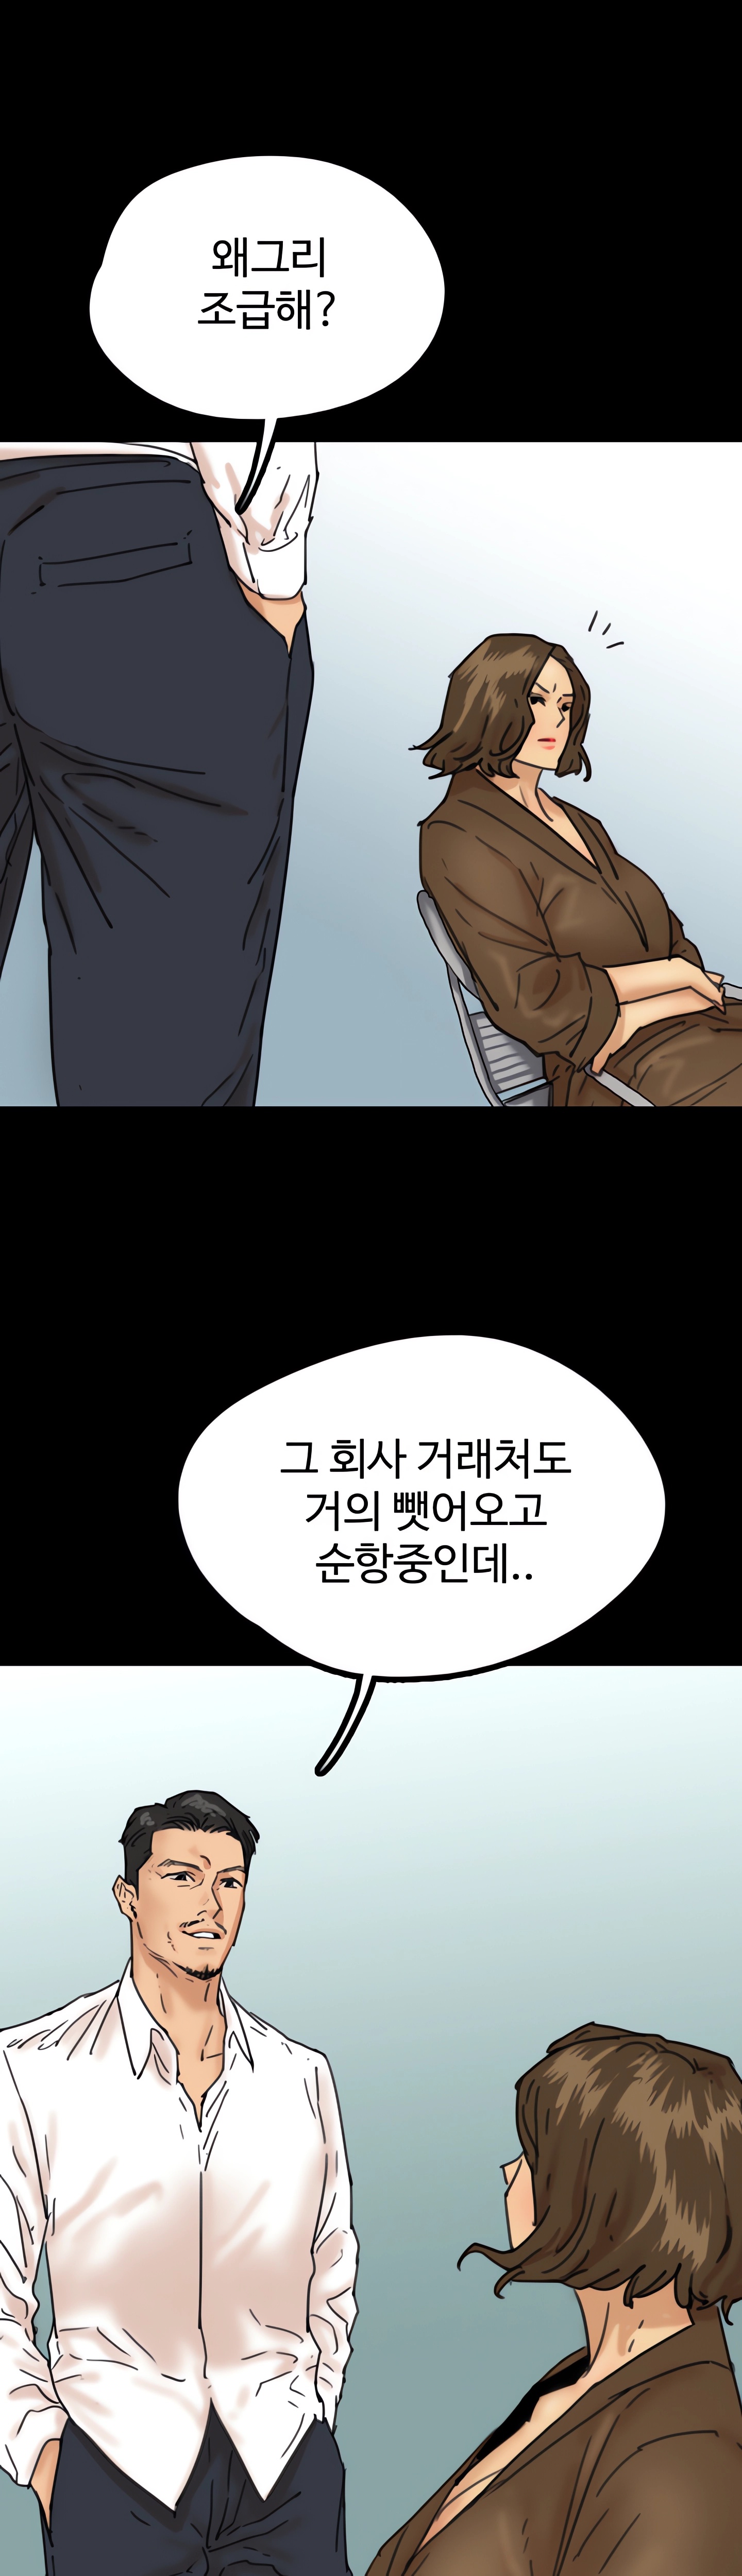 왜그리
조급해?
그 회사 거래처도
거의 뺏어오고
순항중인데..